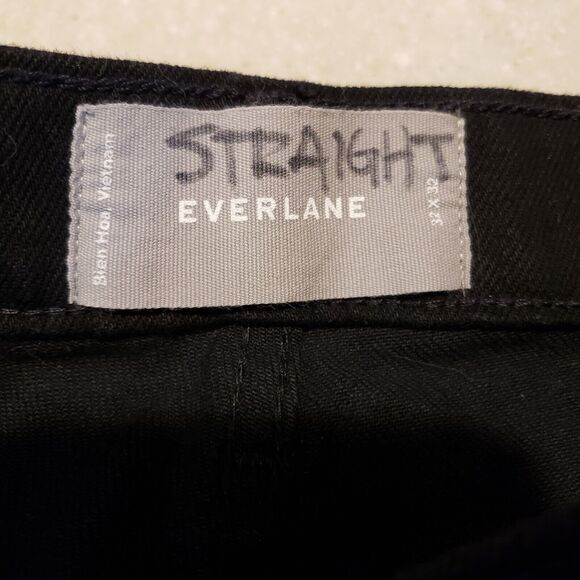 STRAIGHT
EVERLANE
Bien Hoa, Vietnam
32 X 32